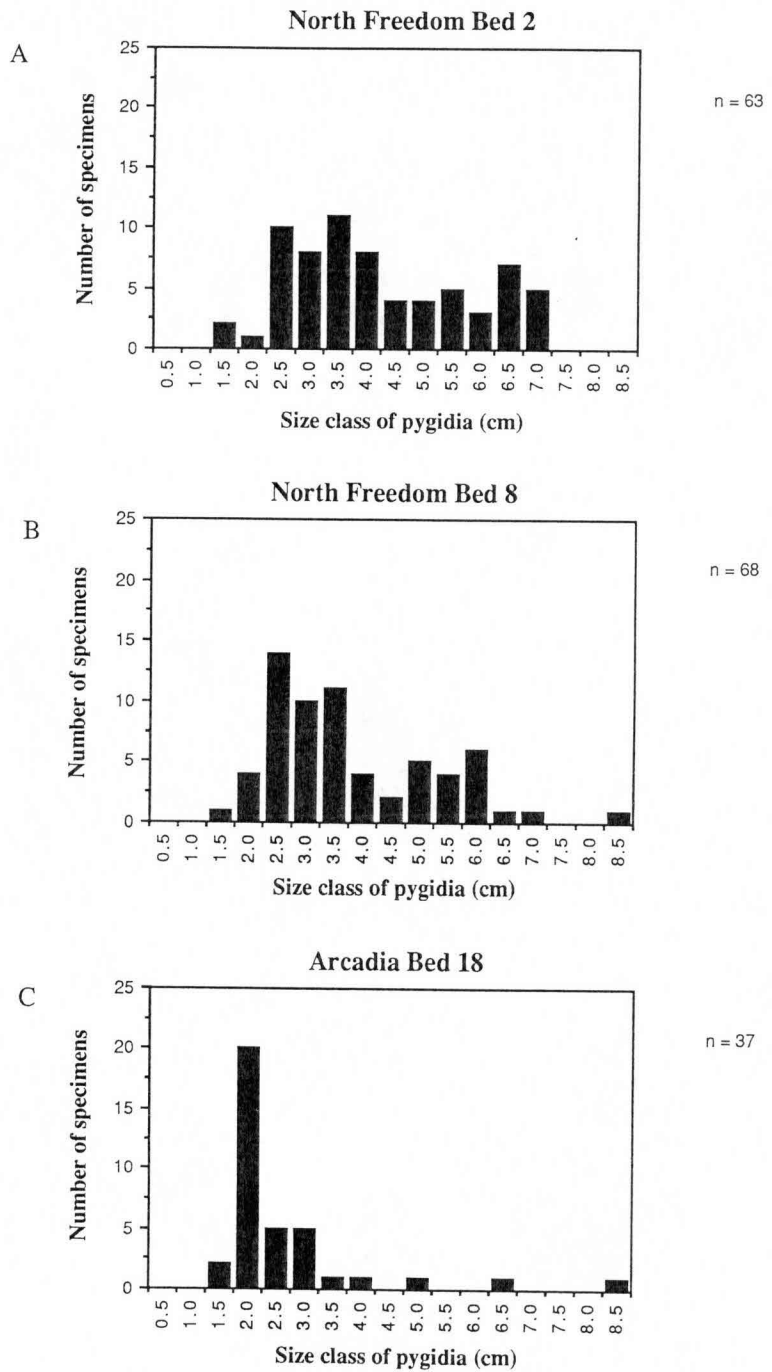 North Freedom Bed 2
A
n = 63
Number of specimens
25
20
15
10
5
0
0.5 1.0 1.5 2.0 2.5 3.0 3.5 4.0 4.5 5.0 5.5 6.0 6.5 7.0 7.5 8.0 8.5
Size class of pygidia (cm)
North Freedom Bed 8
B
n = 68
Number of specimens
25
20
15
10
5
0
0.5 1.0 1.5 2.0 2.5 3.0 3.5 4.0 4.5 5.0 5.5 6.0 6.5 7.0 7.5 8.0 8.5
Size class of pygidia (cm)
Arcadia Bed 18
C
n = 37
Number of specimens
25
20
15
10
5
0
0.5 1.0 1.5 2.0 2.5 3.0 3.5 4.0 4.5 5.0 5.5 6.0 6.5 7.0 7.5 8.0 8.5
Size class of pygidia (cm)